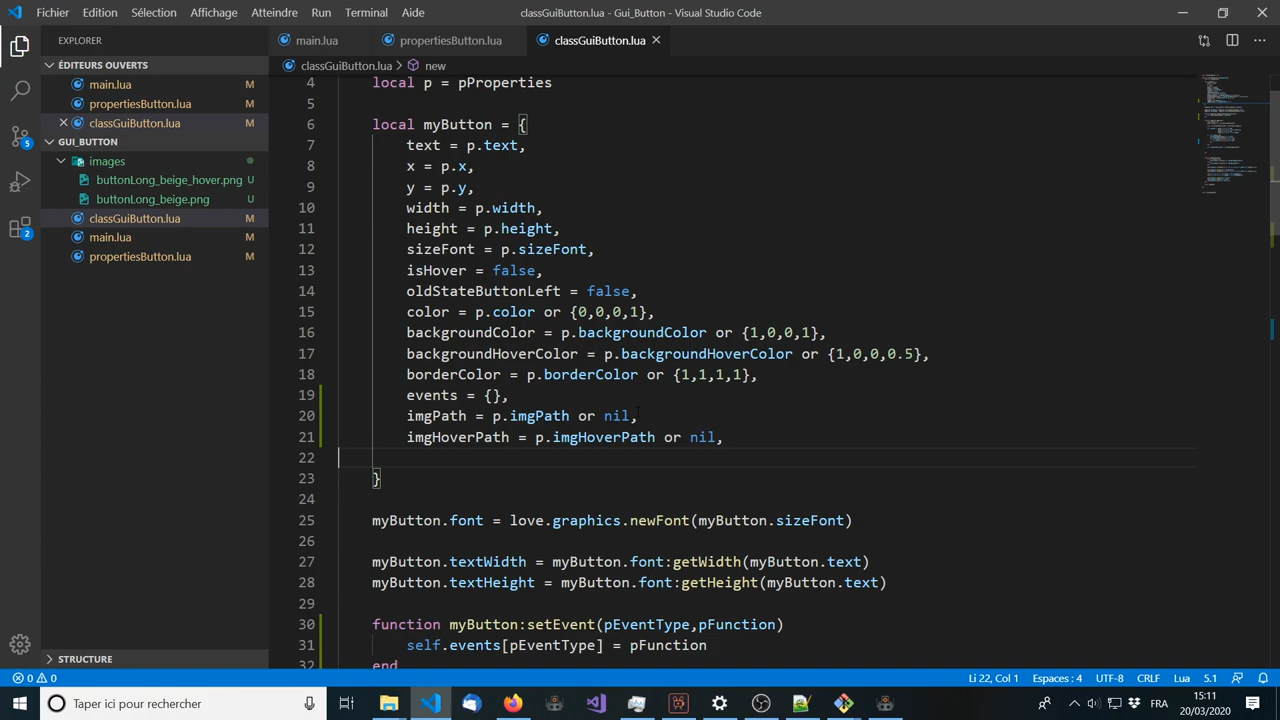 Fichier Edition Sélection Affichage Atteindre Run Terminal Aide classGuiButton.lua - Gui_Button - Visual Studio Code
EXPLORER
main.lua propertiesButton.lua classGuiButton.lua
ÉDITEURS OUVERTS
classGuiButton.lua > new
main.lua M
propertiesButton.lua M
classGuiButton.lua M
GUI_BUTTON
images
buttonLong_beige_hover.png U
buttonLong_beige.png U
classGuiButton.lua M
main.lua M
propertiesButton.lua M
STRUCTURE
5
2
4 local p = pProperties
5
6 local myButton = {
7 text = p.text,
8 x = p.x,
9 y = p.y,
10 width = p.width,
11 height = p.height,
12 sizeFont = p.sizeFont,
13 isHover = false,
14 oldStateButtonLeft = false,
15 color = p.color or {0,0,0,1},
16 backgroundColor = p.backgroundColor or {1,0,0,1},
17 backgroundHoverColor = p.backgroundHoverColor or {1,0,0,0.5},
18 borderColor = p.borderColor or {1,1,1,1},
19 events = {},
20 imgPath = p.imgPath or nil,
21 imgHoverPath = p.imgHoverPath or nil,
22
23 }
24
25 myButton.font = love.graphics.newFont(myButton.sizeFont)
26
27 myButton.textWidth = myButton.font:getWidth(myButton.text)
28 myButton.textHeight = myButton.font:getHeight(myButton.text)
29
30 function myButton:setEvent(pEventType,pFunction)
31 self.events[pEventType] = pFunction
32 end
0 0 Li 22, Col 1 Espaces : 4 UTF-8 CRLF Lua 5.1
Taper ici pour rechercher FRA 15:11
20/03/2020